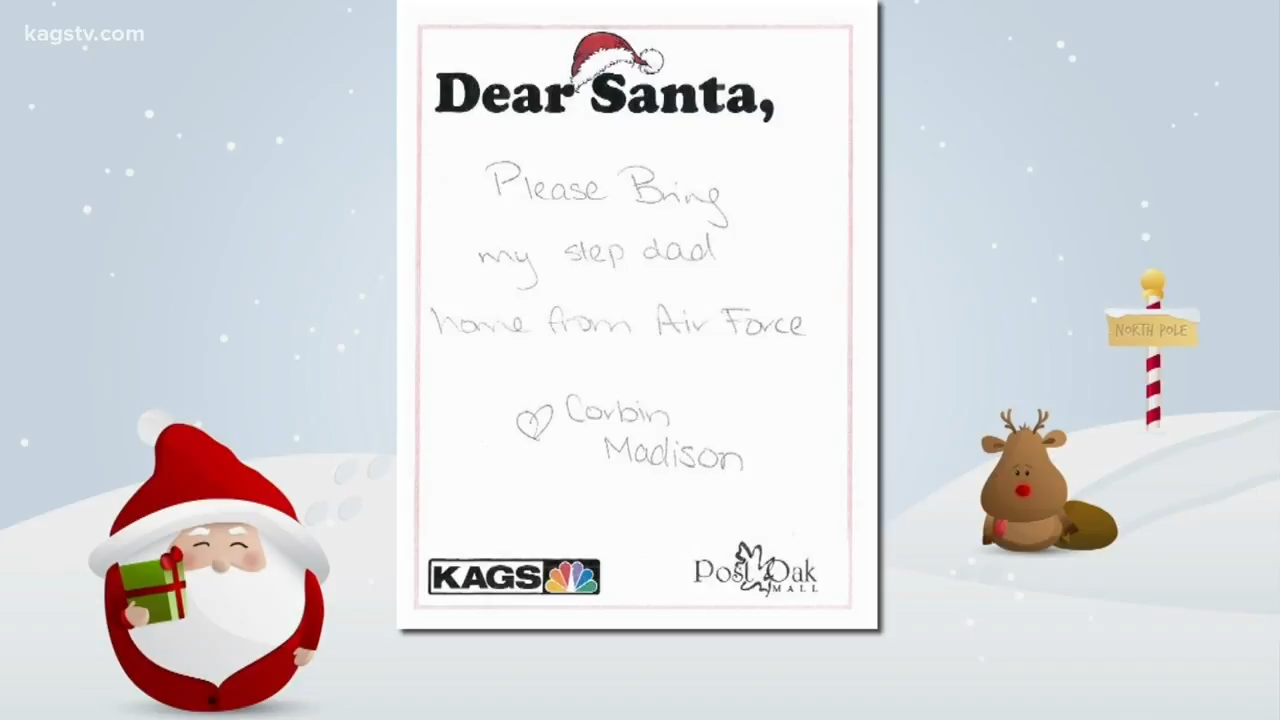 kagstv.com
Dear Santa,
Please Bring
my step dad
home from Air Force
♡ Corbin
Madison
KAGS
Post Oak
MALL
NORTH POLE